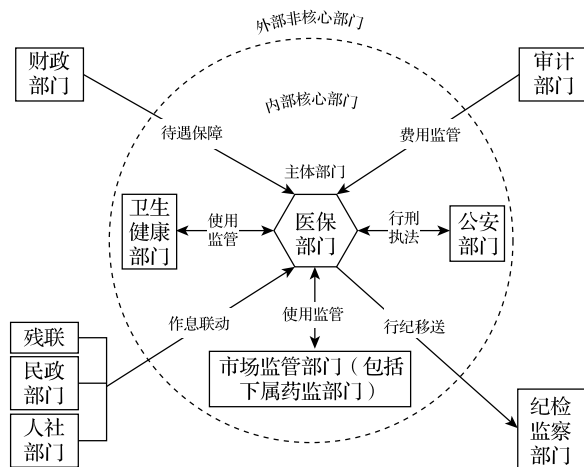 外部非核心部门
财政
部门
审计
部门
内部核心部门
待遇保障
费用监管
主体部门
卫生
健康
部门
使用
监管
医保
部门
行刑
执法
公安
部门
作息联动
使用监管
行纪移送
残联
民政
部门
人社
部门
市场监管部门（包括
下属药监部门）
纪检
监察
部门